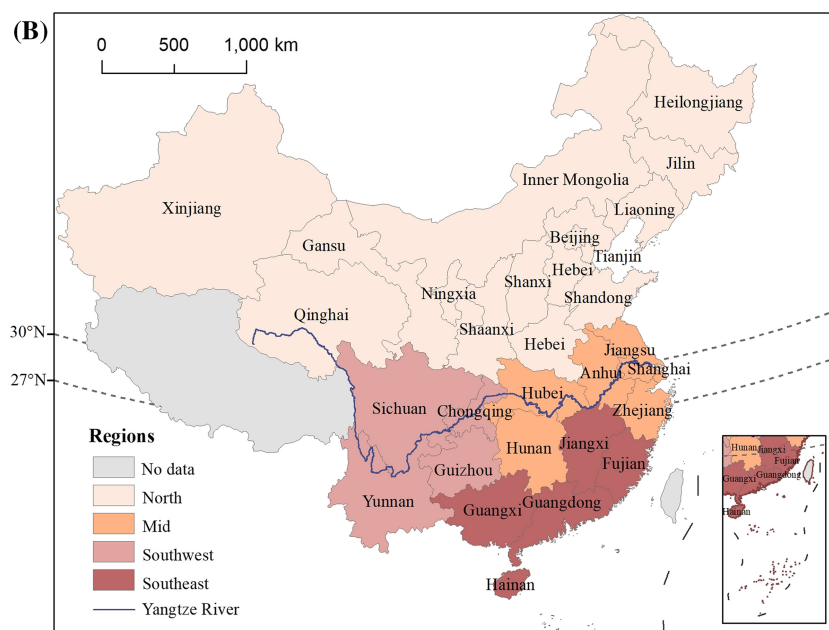 (B)
0 500 1,000 km
Heilongjiang
Jilin
Inner Mongolia
Xinjiang
Liaoning
Beijing
Gansu
Tianjin
Hebei
Shanxi
Ningxia
Shandong
Qinghai
Shaanxi
30°N
Hebei
Jiangsu
Shanghai
Anhui
27°N
Hubei
Sichuan
Chongqing
Zhejiang
Regions
Hunan
Jiangxi
Fujian
No data
Guizhou
North
Yunnan
Guangxi
Guangdong
Mid
Southwest
Southeast
Hainan
Yangtze River
Hunan
Jiangxi
Fujian
Guangxi
Guangdong
Hainan